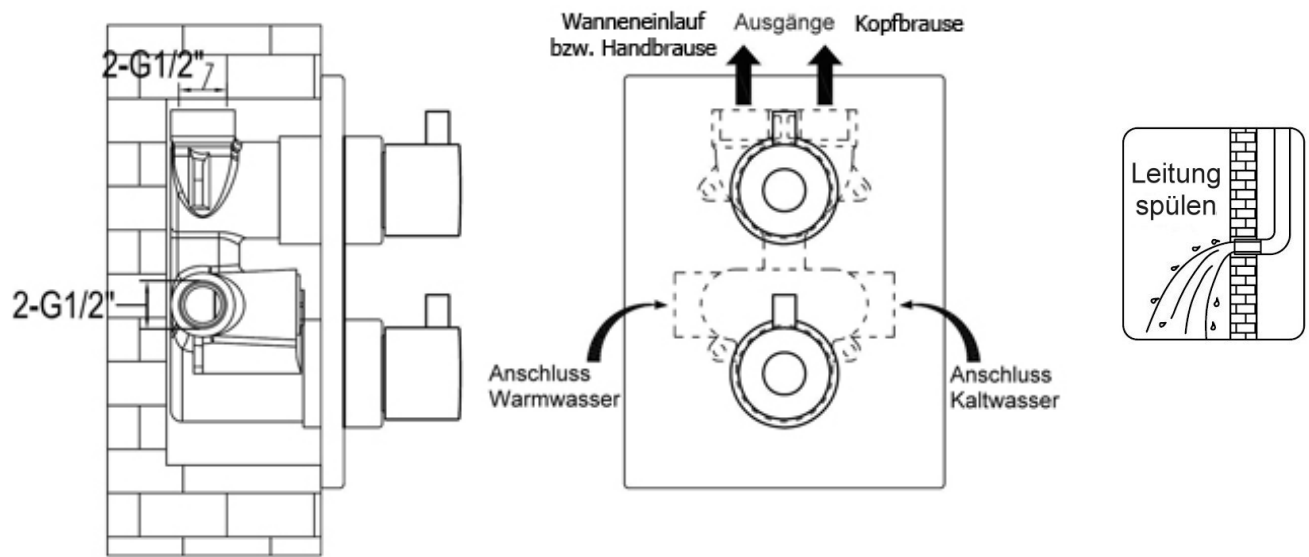 2-G1/2"
2-G1/2"
Wanneneinlauf
bzw. Handbrause
Ausgänge
Kopfbrause
Anschluss
Warmwasser
Anschluss
Kaltwasser
Leitung
spülen